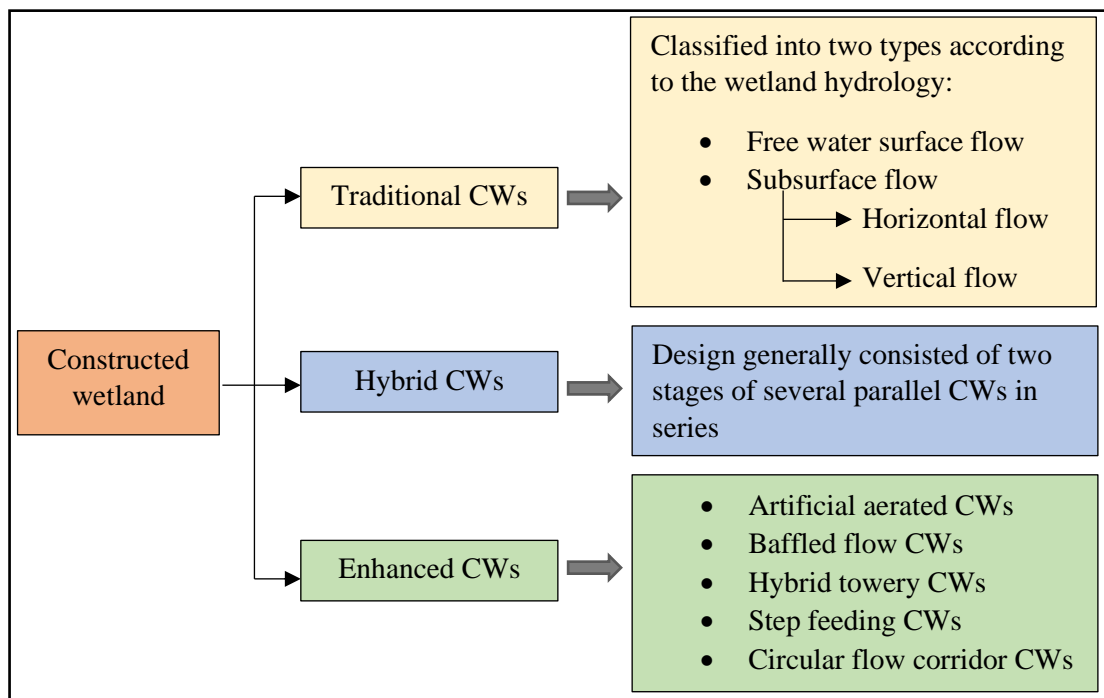 Constructed
wetland
Traditional CWs
Classified into two types according
to the wetland hydrology:
• Free water surface flow
• Subsurface flow
Horizontal flow
Vertical flow
Hybrid CWs
Design generally consisted of two
stages of several parallel CWs in
series
Enhanced CWs
• Artificial aerated CWs
• Baffled flow CWs
• Hybrid towery CWs
• Step feeding CWs
• Circular flow corridor CWs